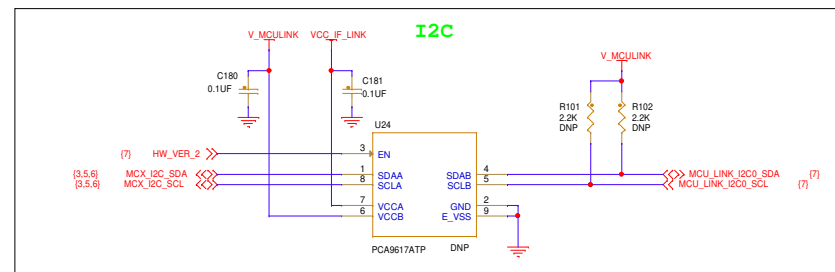 I2C
V_MCULINK
VCC_IF_LINK
V_MCULINK
C180
0.1UF
C181
0.1UF
R101
2.2K
DNP
R102
2.2K
DNP
U24
{7} HW_VER_2
3 EN
{3,5,6} MCX_I2C_SDA
1 SDAA
SDAB 4
MCU_LINK_I2C0_SDA {7}
{3,5,6} MCX_I2C_SCL
8 SCLA
SCLB 5
MCU_LINK_I2C0_SCL {7}
7 VCCA
GND 2
6 VCCB
E_VSS 9
PCA9617ATP DNP